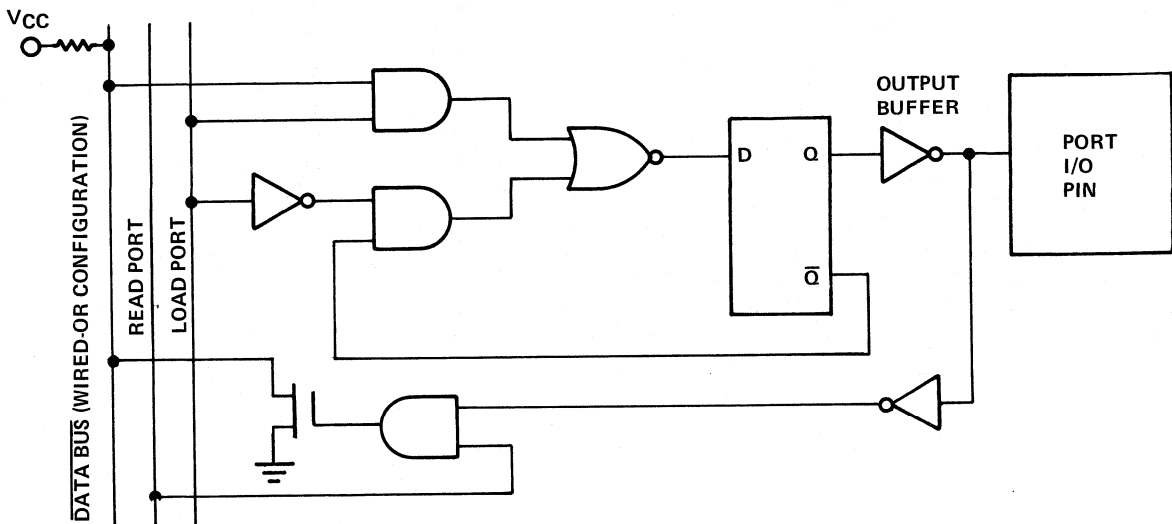 VCC
OUTPUT
BUFFER
PORT
I/O
PIN
D
Q
Q̅
DATA BUS (WIRED-OR CONFIGURATION)
READ PORT
LOAD PORT